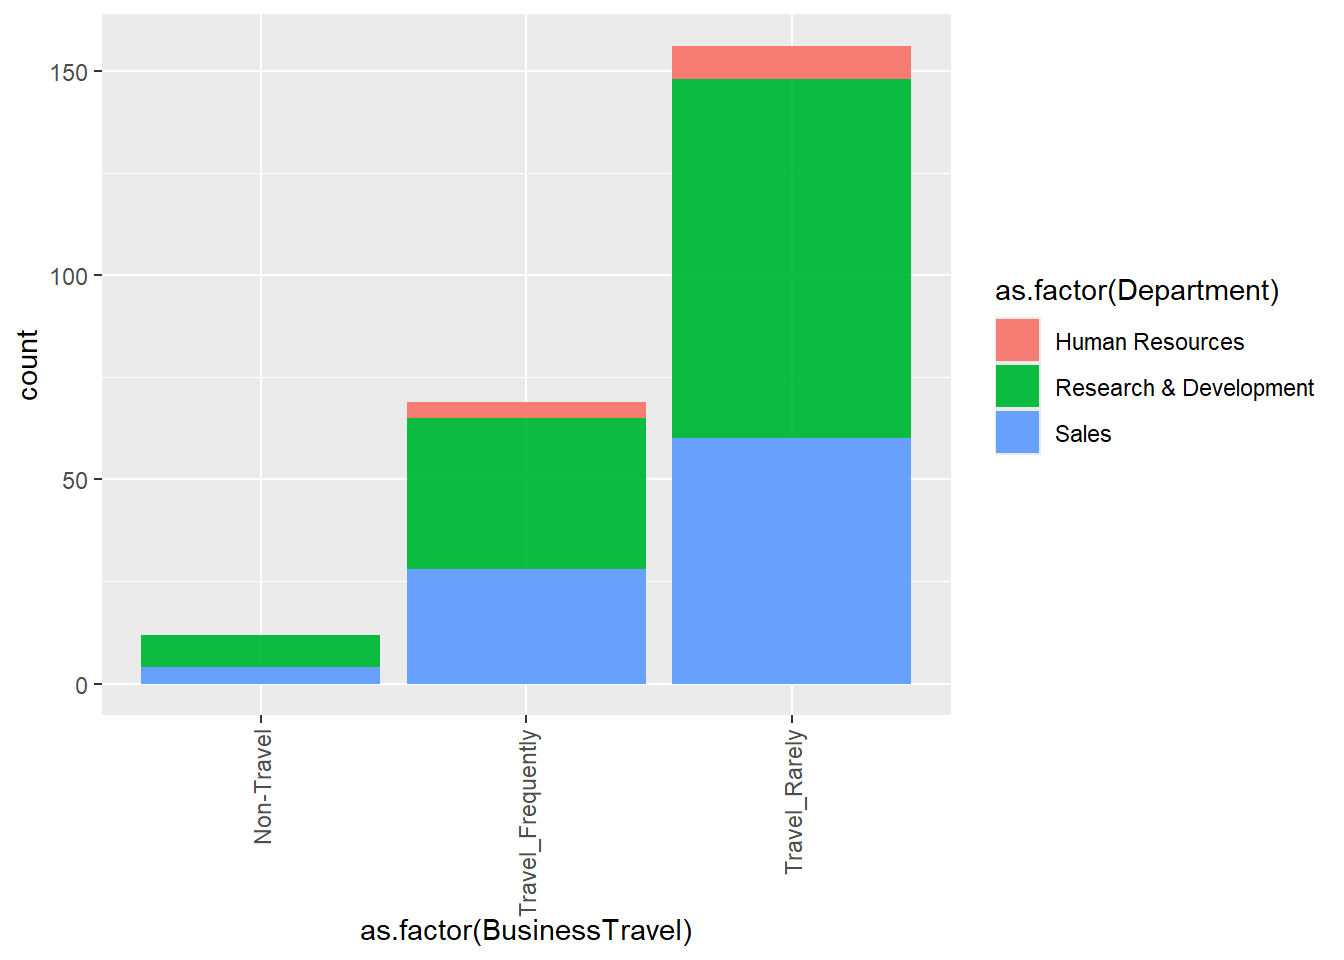 150
100
50
0
count
Non-Travel
Travel_Frequently
Travel_Rarely
as.factor(BusinessTravel)
as.factor(Department)
Human Resources
Research & Development
Sales